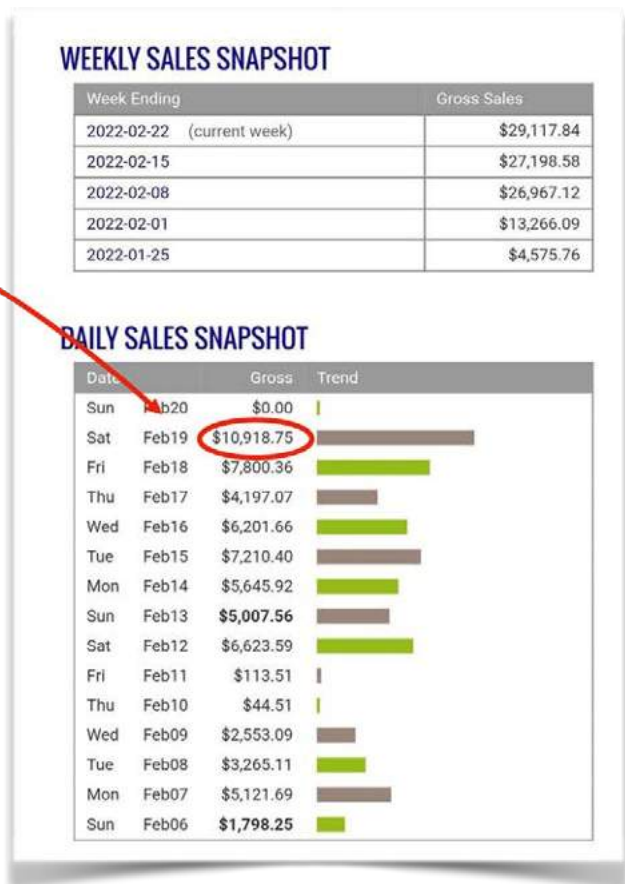 WEEKLY SALES SNAPSHOT
Week Ending Gross Sales
2022-02-22 (current week) $29,117.84
2022-02-15 $27,198.58
2022-02-08 $26,967.12
2022-02-01 $13,266.09
2022-01-25 $4,575.76
DAILY SALES SNAPSHOT
Date Gross Trend
Sun Feb20 $0.00
Sat Feb19 $10,918.75
Fri Feb18 $7,800.36
Thu Feb17 $4,197.07
Wed Feb16 $6,201.66
Tue Feb15 $7,210.40
Mon Feb14 $5,645.92
Sun Feb13 $5,007.56
Sat Feb12 $6,623.59
Fri Feb11 $113.51
Thu Feb10 $44.51
Wed Feb09 $2,553.09
Tue Feb08 $3,265.11
Mon Feb07 $5,121.69
Sun Feb06 $1,798.25